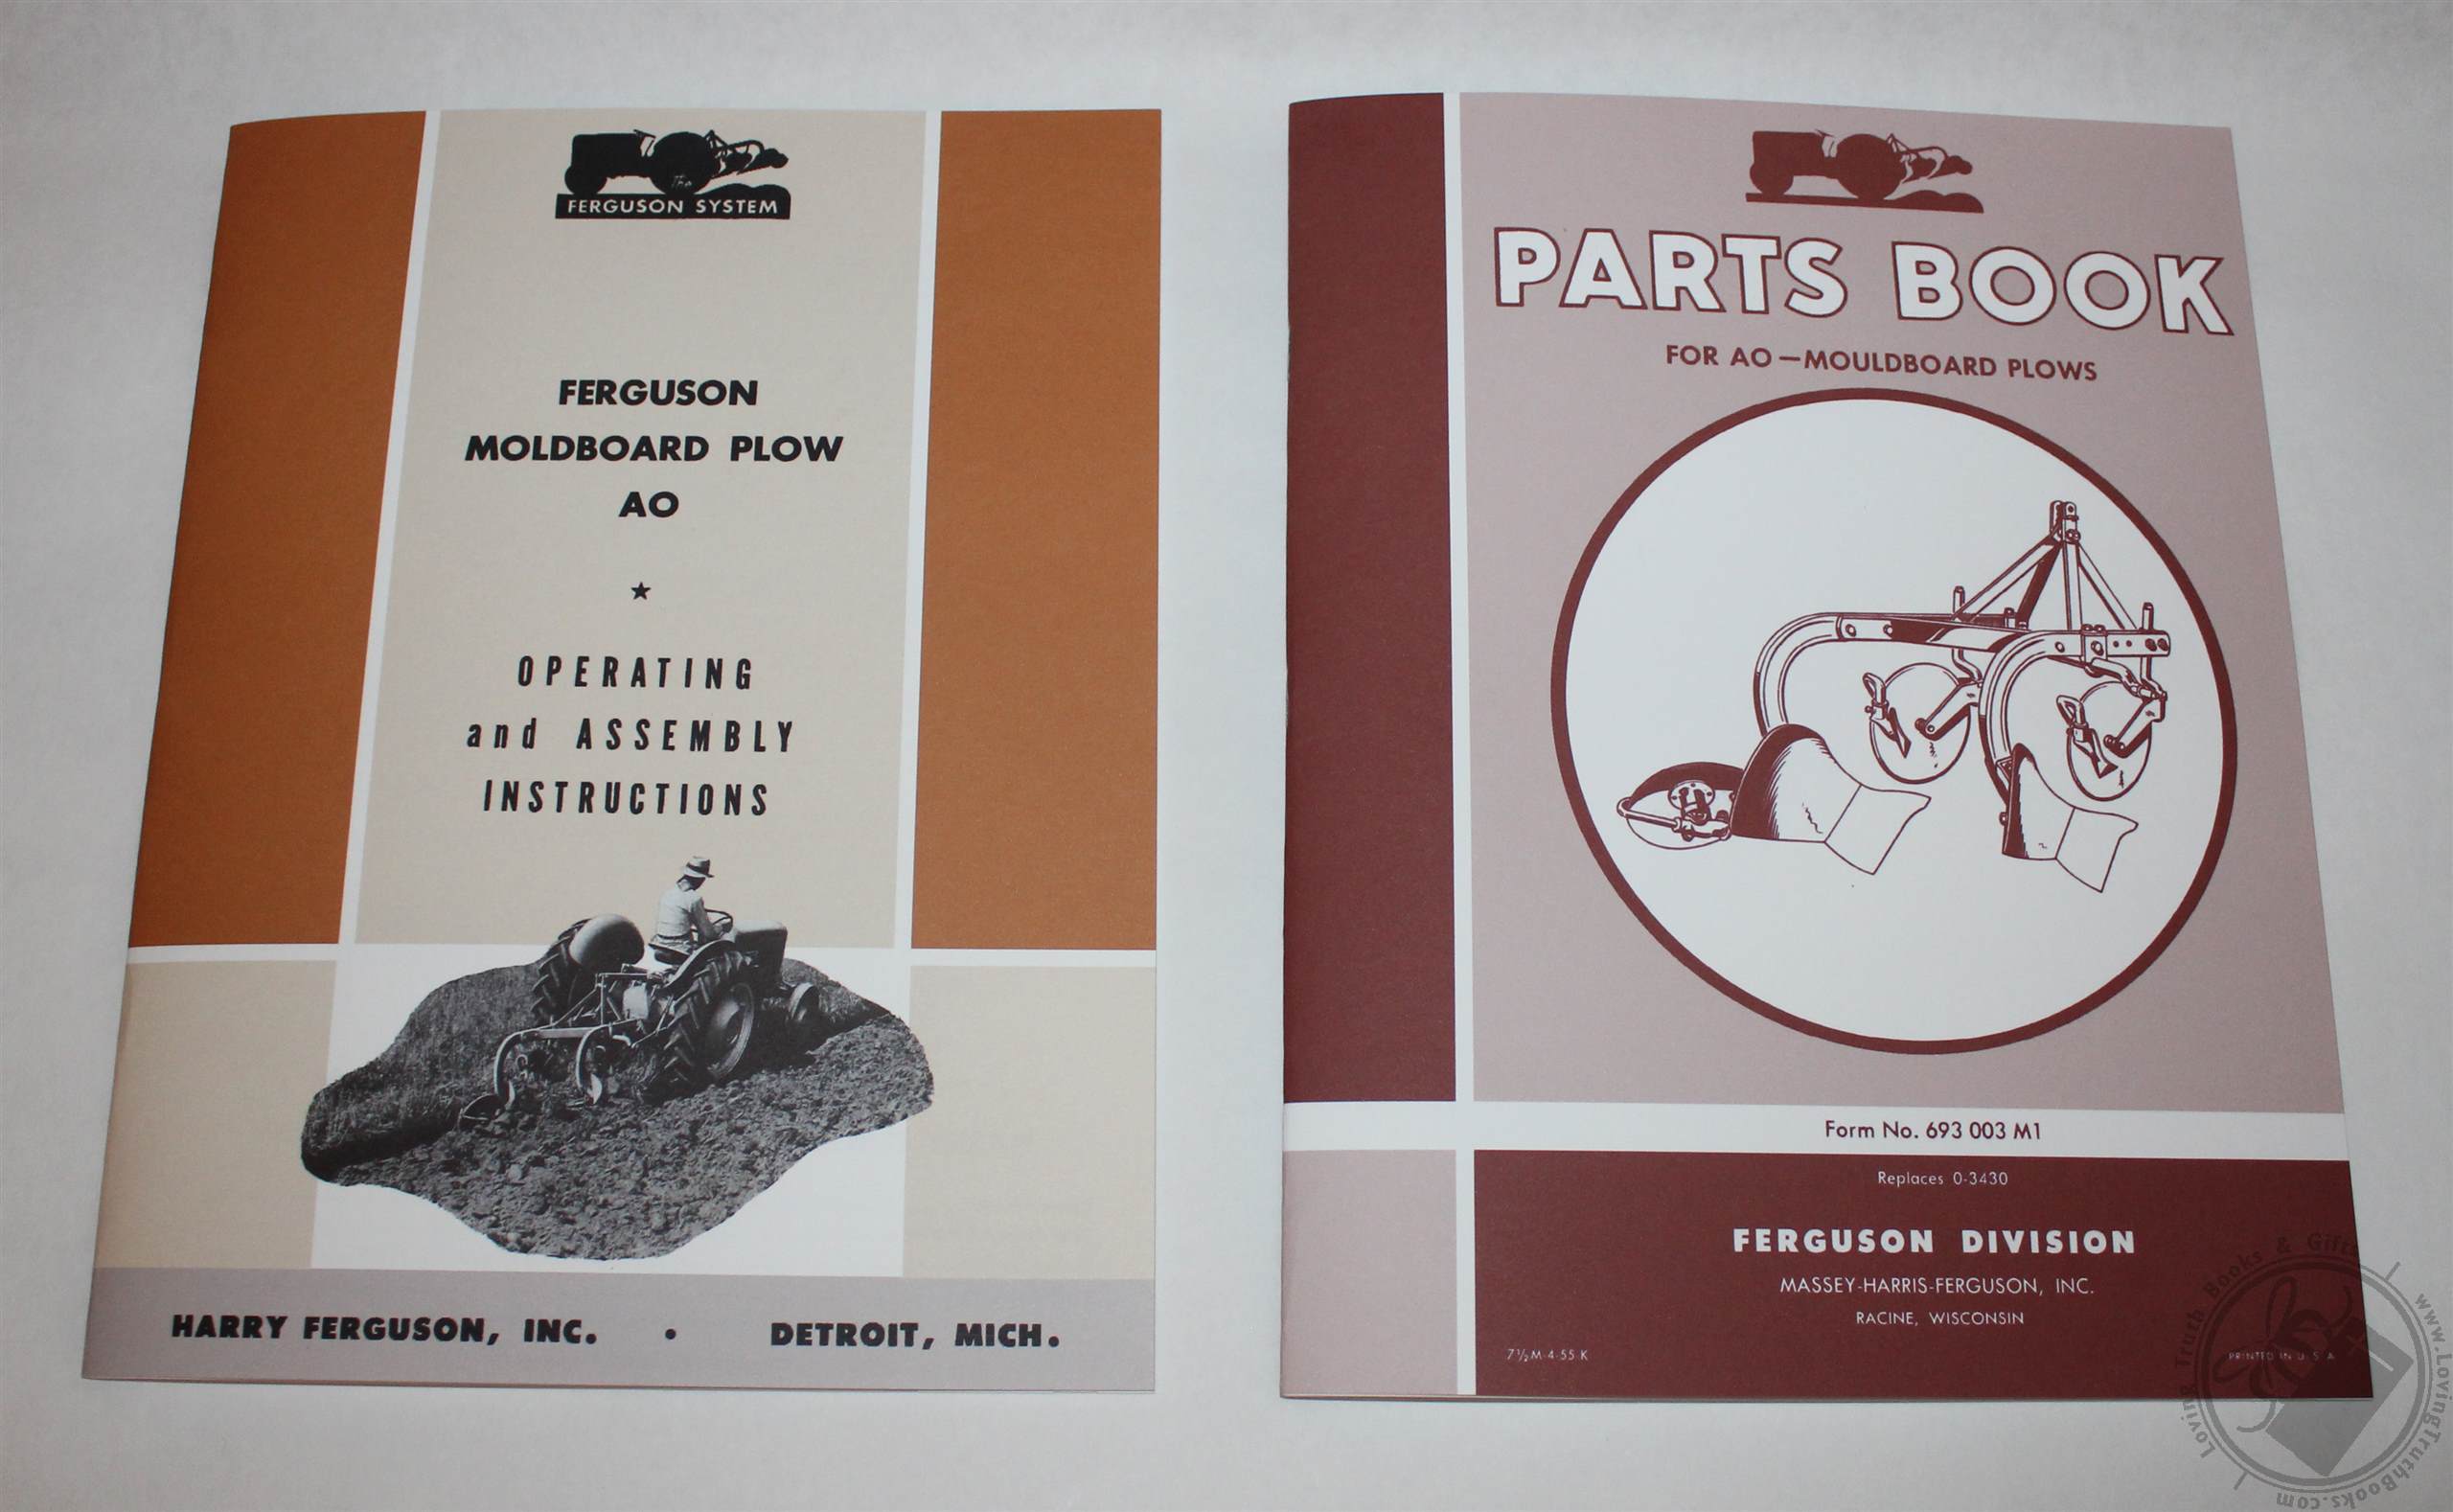 The
FERGUSON SYSTEM
FERGUSON
MOLDBOARD PLOW
AO
★
OPERATING
and ASSEMBLY
INSTRUCTIONS
HARRY FERGUSON, INC. • DETROIT, MICH.
PARTS BOOK
FOR AO—MOULDBOARD PLOWS
Form No. 693 003 M1
Replaces 0-3430
FERGUSON DIVISION
MASSEY-HARRIS-FERGUSON, INC.
RACINE, WISCONSIN
7½M-4-55-K
PRINTED IN U. S. A.
Loving Truth Books & Gifts
www.LovingTruthBooks.com